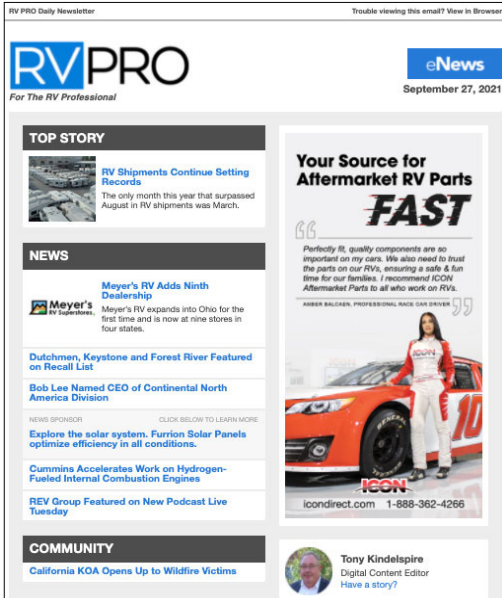 RV PRO Daily Newsletter
Trouble viewing this email? View in Browser
RVPRO
For The RV Professional
eNews
September 27, 2021
TOP STORY
RV Shipments Continue Setting
Records
The only month this year that surpassed
August in RV shipments was March.
NEWS
Meyer's
RV Superstores
Meyer's RV Adds Ninth
Dealership
Meyer's RV expands into Ohio for the
first time and is now at nine stores in
four states.
Dutchmen, Keystone and Forest River Featured
on Recall List
Bob Lee Named CEO of Continental North
America Division
NEWS SPONSOR
CLICK BELOW TO LEARN MORE
Explore the solar system. Furrion Solar Panels
optimize efficiency in all conditions.
Cummins Accelerates Work on Hydrogen-
Fueled Internal Combustion Engines
REV Group Featured on New Podcast Live
Tuesday
COMMUNITY
California KOA Opens Up to Wildfire Victims
Your Source for
Aftermarket RV Parts
FAST
Perfectly fit, quality components are so
important on my cars. We also need to trust
the parts on our RVs, ensuring a safe & fun
time for our families. I recommend ICON
Aftermarket Parts to all who work on RVs.
AMBER BALCAEN, PROFESSIONAL RACE CAR DRIVER
ICON
10
ICON
icondirect.com 1-888-362-4266
Tony Kindelspire
Digital Content Editor
Have a story?